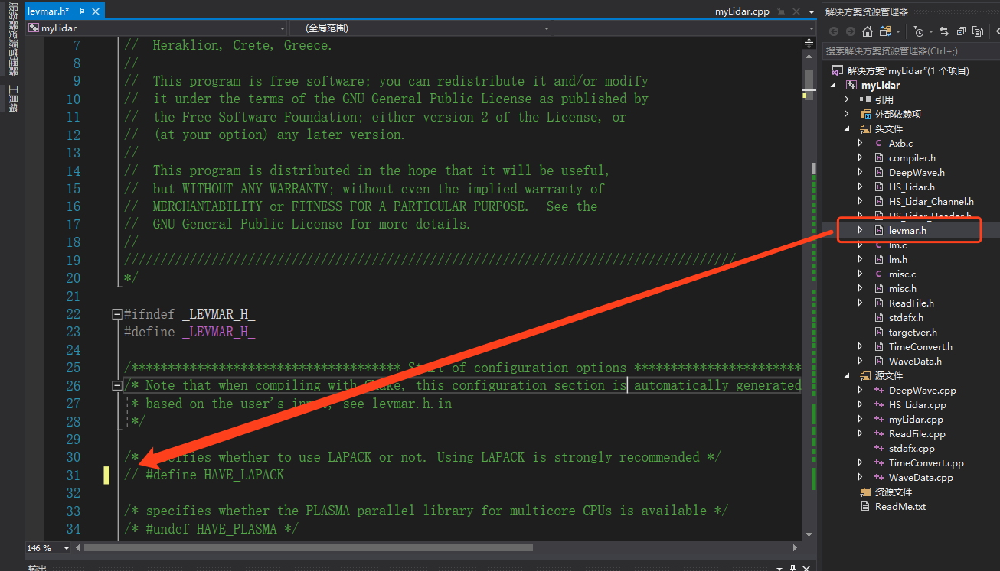 服务器资源管理器
工具箱
levmar.h*
myLidar.cpp
myLidar
(全局范围)
7 // Heraklion, Crete, Greece.
8 //
9 // This program is free software; you can redistribute it and/or modify
10 // it under the terms of the GNU General Public License as published by
11 // the Free Software Foundation; either version 2 of the License, or
12 // (at your option) any later version.
13 //
14 // This program is distributed in the hope that it will be useful,
15 // but WITHOUT ANY WARRANTY; without even the implied warranty of
16 // MERCHANTABILITY or FITNESS FOR A PARTICULAR PURPOSE.  See the
17 // GNU General Public License for more details.
18 //
19 ////////////////////////////////////////////////////////////////////////////////////
20 */
21
22 #ifndef _LEVMAR_H_
23 #define _LEVMAR_H_
24
25 /************************************* Start of configuration options ***********************
26 /* Note that when compiling with CMake, this configuration section is automatically generated
27 * based on the user's input, see levmar.h.in
28 */
29
30 /* specifies whether to use LAPACK or not. Using LAPACK is strongly recommended */
31 // #define HAVE_LAPACK
32
33 /* specifies whether the PLASMA parallel library for multicore CPUs is available */
34 /* #undef HAVE_PLASMA */
146 %
输出
解决方案资源管理器
搜索解决方案资源管理器(Ctrl+;)
解决方案"myLidar"(1 个项目)
myLidar
引用
外部依赖项
头文件
Axb.c
compiler.h
DeepWave.h
HS_Lidar.h
HS_Lidar_Channel.h
HS_Lidar_Header.h
levmar.h
lm.c
lm.h
misc.c
misc.h
ReadFile.h
stdafx.h
targetver.h
TimeConvert.h
WaveData.h
源文件
DeepWave.cpp
HS_Lidar.cpp
myLidar.cpp
ReadFile.cpp
stdafx.cpp
TimeConvert.cpp
WaveData.cpp
资源文件
ReadMe.txt